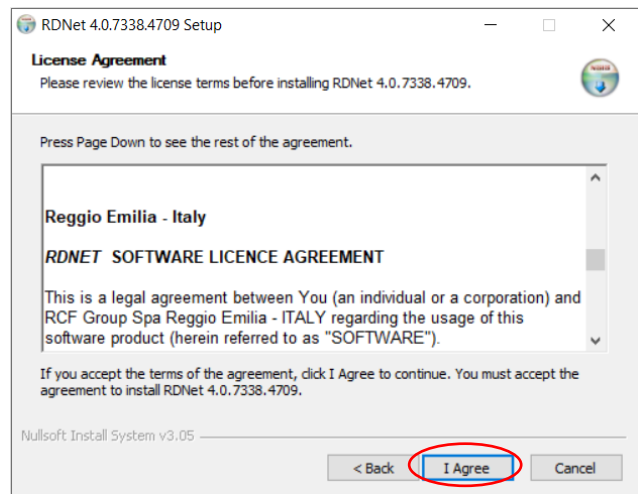 RDNet 4.0.7338.4709 Setup
License Agreement
Please review the license terms before installing RDNet 4.0.7338.4709.
Press Page Down to see the rest of the agreement.
Reggio Emilia - Italy
RDNET SOFTWARE LICENCE AGREEMENT
This is a legal agreement between You (an individual or a corporation) and
RCF Group Spa Reggio Emilia - ITALY regarding the usage of this
software product (herein referred to as "SOFTWARE").
If you accept the terms of the agreement, click I Agree to continue. You must accept the
agreement to install RDNet 4.0.7338.4709.
Nullsoft Install System v3.05
< Back I Agree Cancel